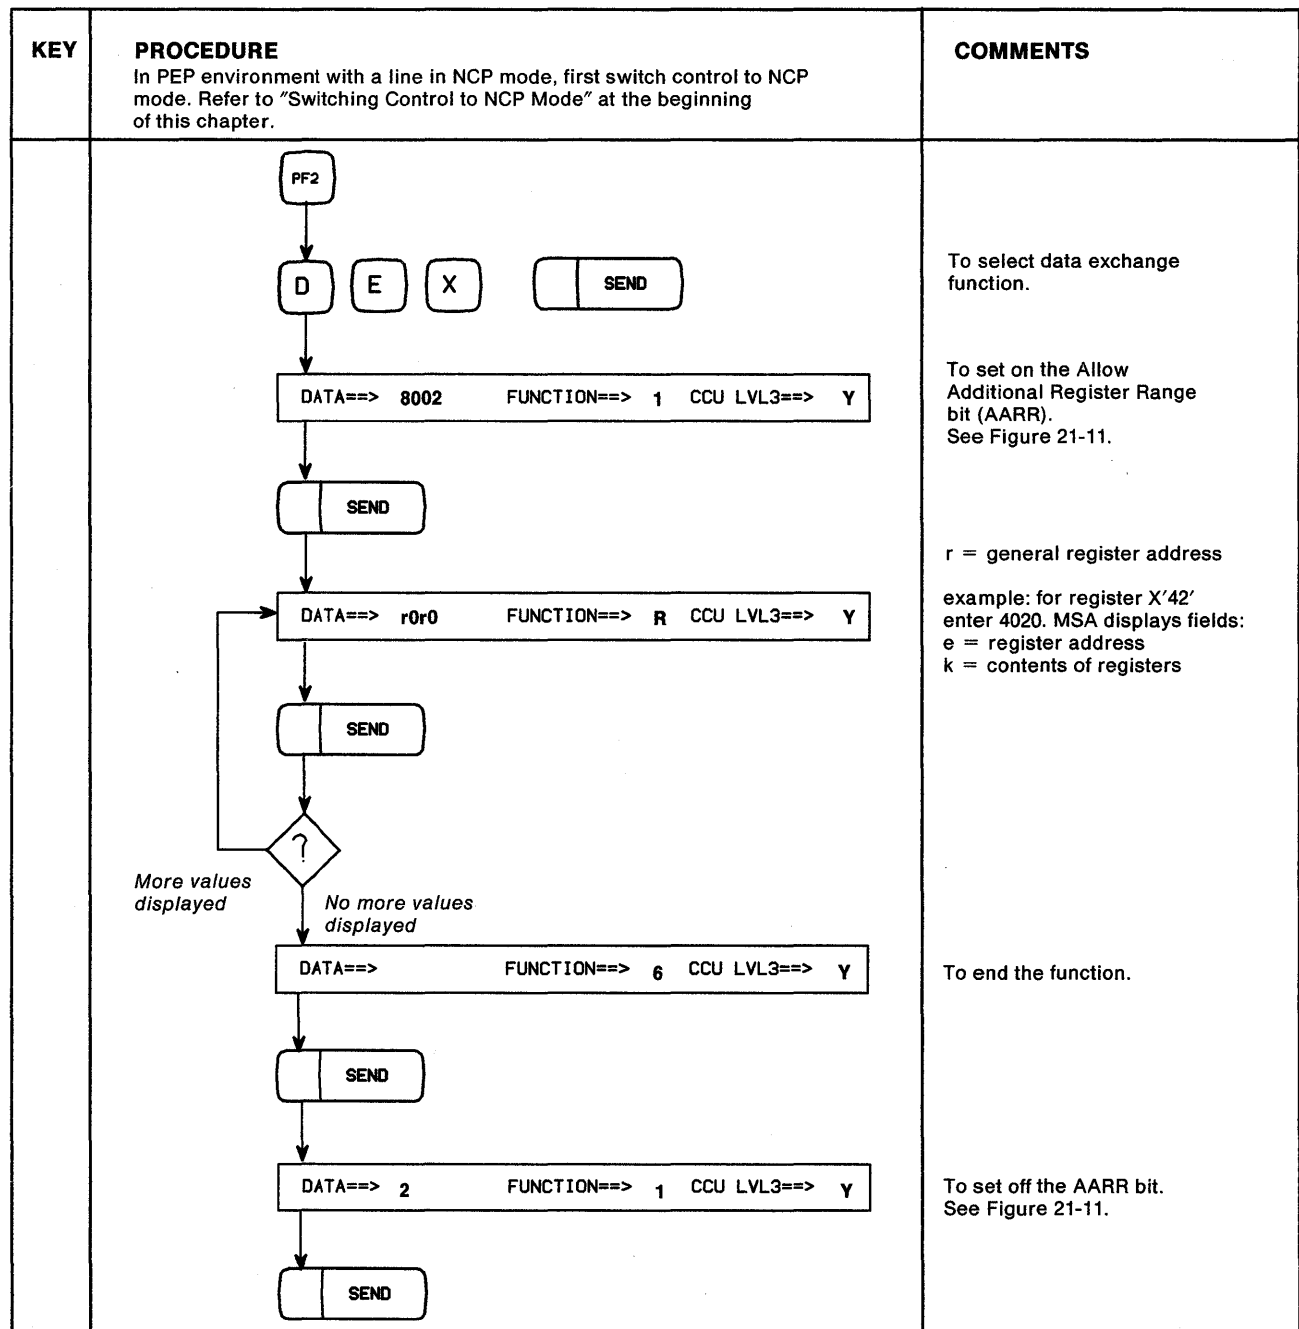 KEY
PROCEDURE
In PEP environment with a line in NCP mode, first switch control to NCP
mode. Refer to "Switching Control to NCP Mode" at the beginning
of this chapter.
COMMENTS
PF2
D E X SEND
To select data exchange
function.
DATA==> 8002 FUNCTION==> 1 CCU LVL3==> Y
To set on the Allow
Additional Register Range
bit (AARR).
See Figure 21-11.
SEND
r = general register address
DATA==> r0r0 FUNCTION==> R CCU LVL3==> Y
example: for register X'42'
enter 4020. MSA displays fields:
e = register address
k = contents of registers
SEND
?
More values
displayed
No more values
displayed
DATA==> FUNCTION==> 6 CCU LVL3==> Y
To end the function.
SEND
DATA==> 2 FUNCTION==> 1 CCU LVL3==> Y
To set off the AARR bit.
See Figure 21-11.
SEND